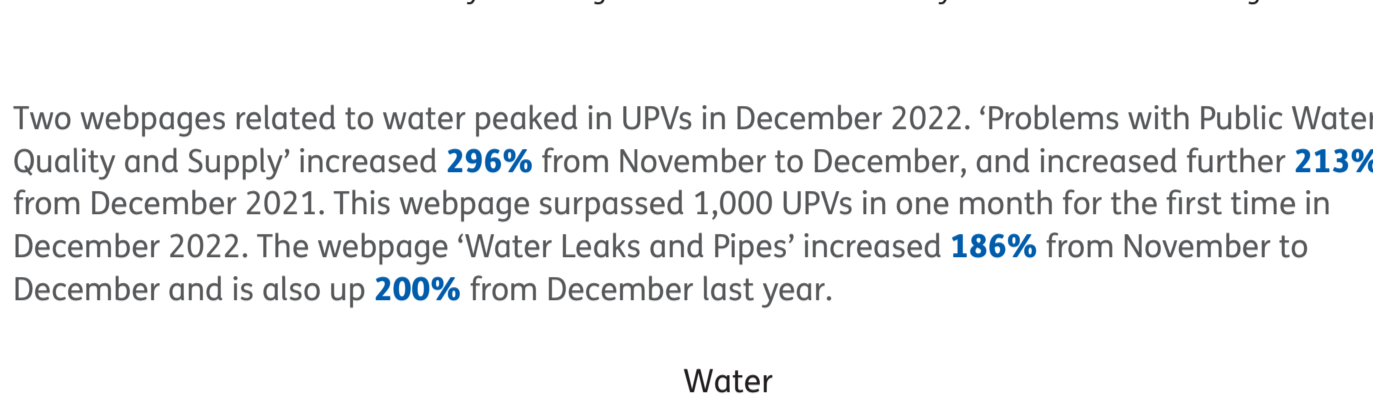 Two webpages related to water peaked in UPVs in December 2022. ‘Problems with Public Water
Quality and Supply’ increased 296% from November to December, and increased further 213%
from December 2021. This webpage surpassed 1,000 UPVs in one month for the first time in
December 2022. The webpage ‘Water Leaks and Pipes’ increased 186% from November to
December and is also up 200% from December last year.
Water